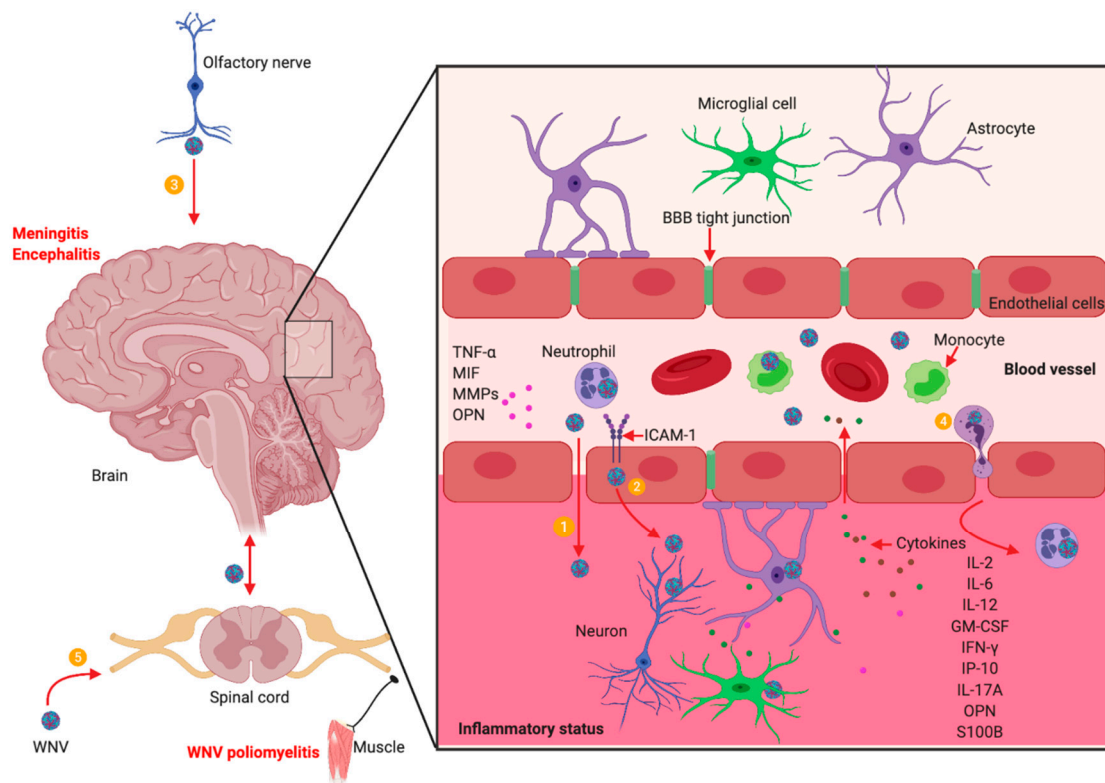 Olfactory nerve
3
Meningitis
Encephalitis
Brain
5
Spinal cord
WNV
WNV poliomyelitis
Muscle
Microglial cell
Astrocyte
BBB tight junction
Endothelial cells
TNF-α
MIF
MMPs
OPN
Neutrophil
Monocyte
Blood vessel
ICAM-1
4
2
1
Cytokines
IL-2
IL-6
IL-12
GM-CSF
IFN-γ
IP-10
IL-17A
OPN
S100B
Neuron
Inflammatory status